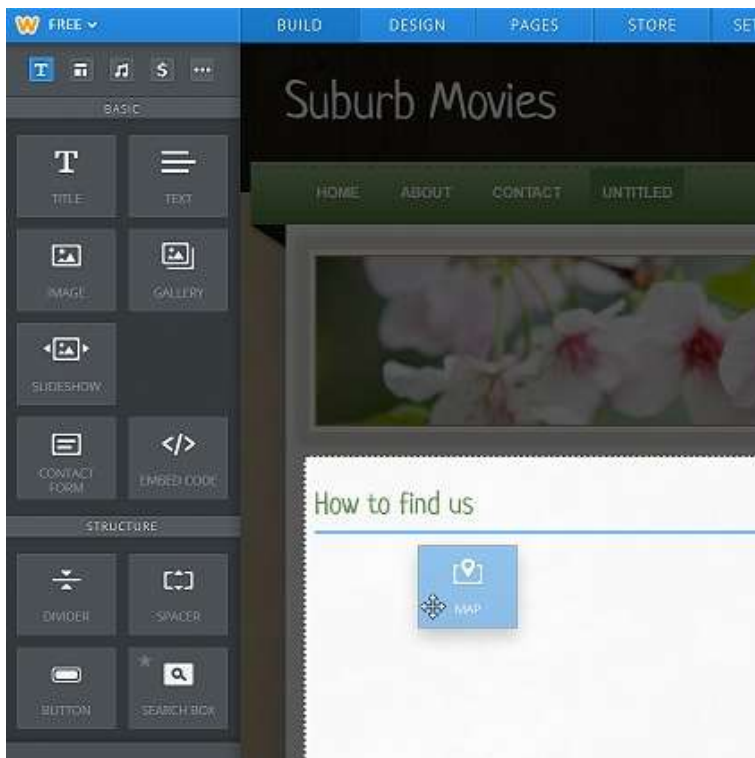 FREE
BUILD DESIGN PAGES STORE SET
T $
BASIC
Suburb Movies
T
TITLE TEXT
HOME ABOUT CONTACT UNTITLED
IMAGE GALLERY
SLIDESHOW
</>
CONTACT
FORM
EMBED CODE
How to find us
STRUCTURE
MAP
DIVIDER SPACER
BUTTON SEARCH BOX